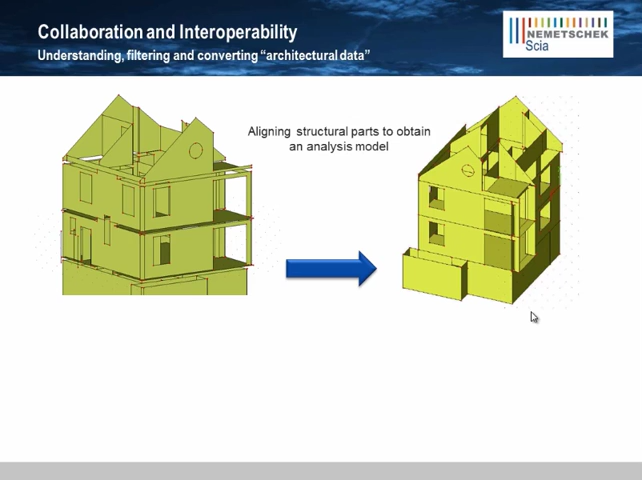 Collaboration and Interoperability
Understanding, filtering and converting “architectural data”
NEMETSCHEK
Scia
Aligning structural parts to obtain
an analysis model